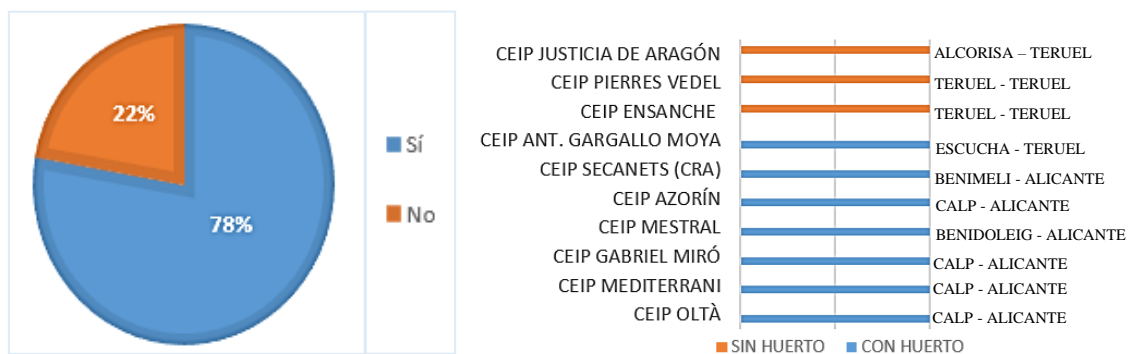 22%
78%
Sí
No
CEIP JUSTICIA DE ARAGÓN ALCORISA – TERUEL
CEIP PIERRES VEDEL TERUEL - TERUEL
CEIP ENSANCHE TERUEL - TERUEL
CEIP ANT. GARGALLO MOYA ESCUCHA - TERUEL
CEIP SECANETS (CRA) BENIMELI - ALICANTE
CEIP AZORÍN CALP - ALICANTE
CEIP MESTRAL BENIDOLEIG - ALICANTE
CEIP GABRIEL MIRÓ CALP - ALICANTE
CEIP MEDITERRANI CALP - ALICANTE
CEIP OLTÀ CALP - ALICANTE
SIN HUERTO CON HUERTO